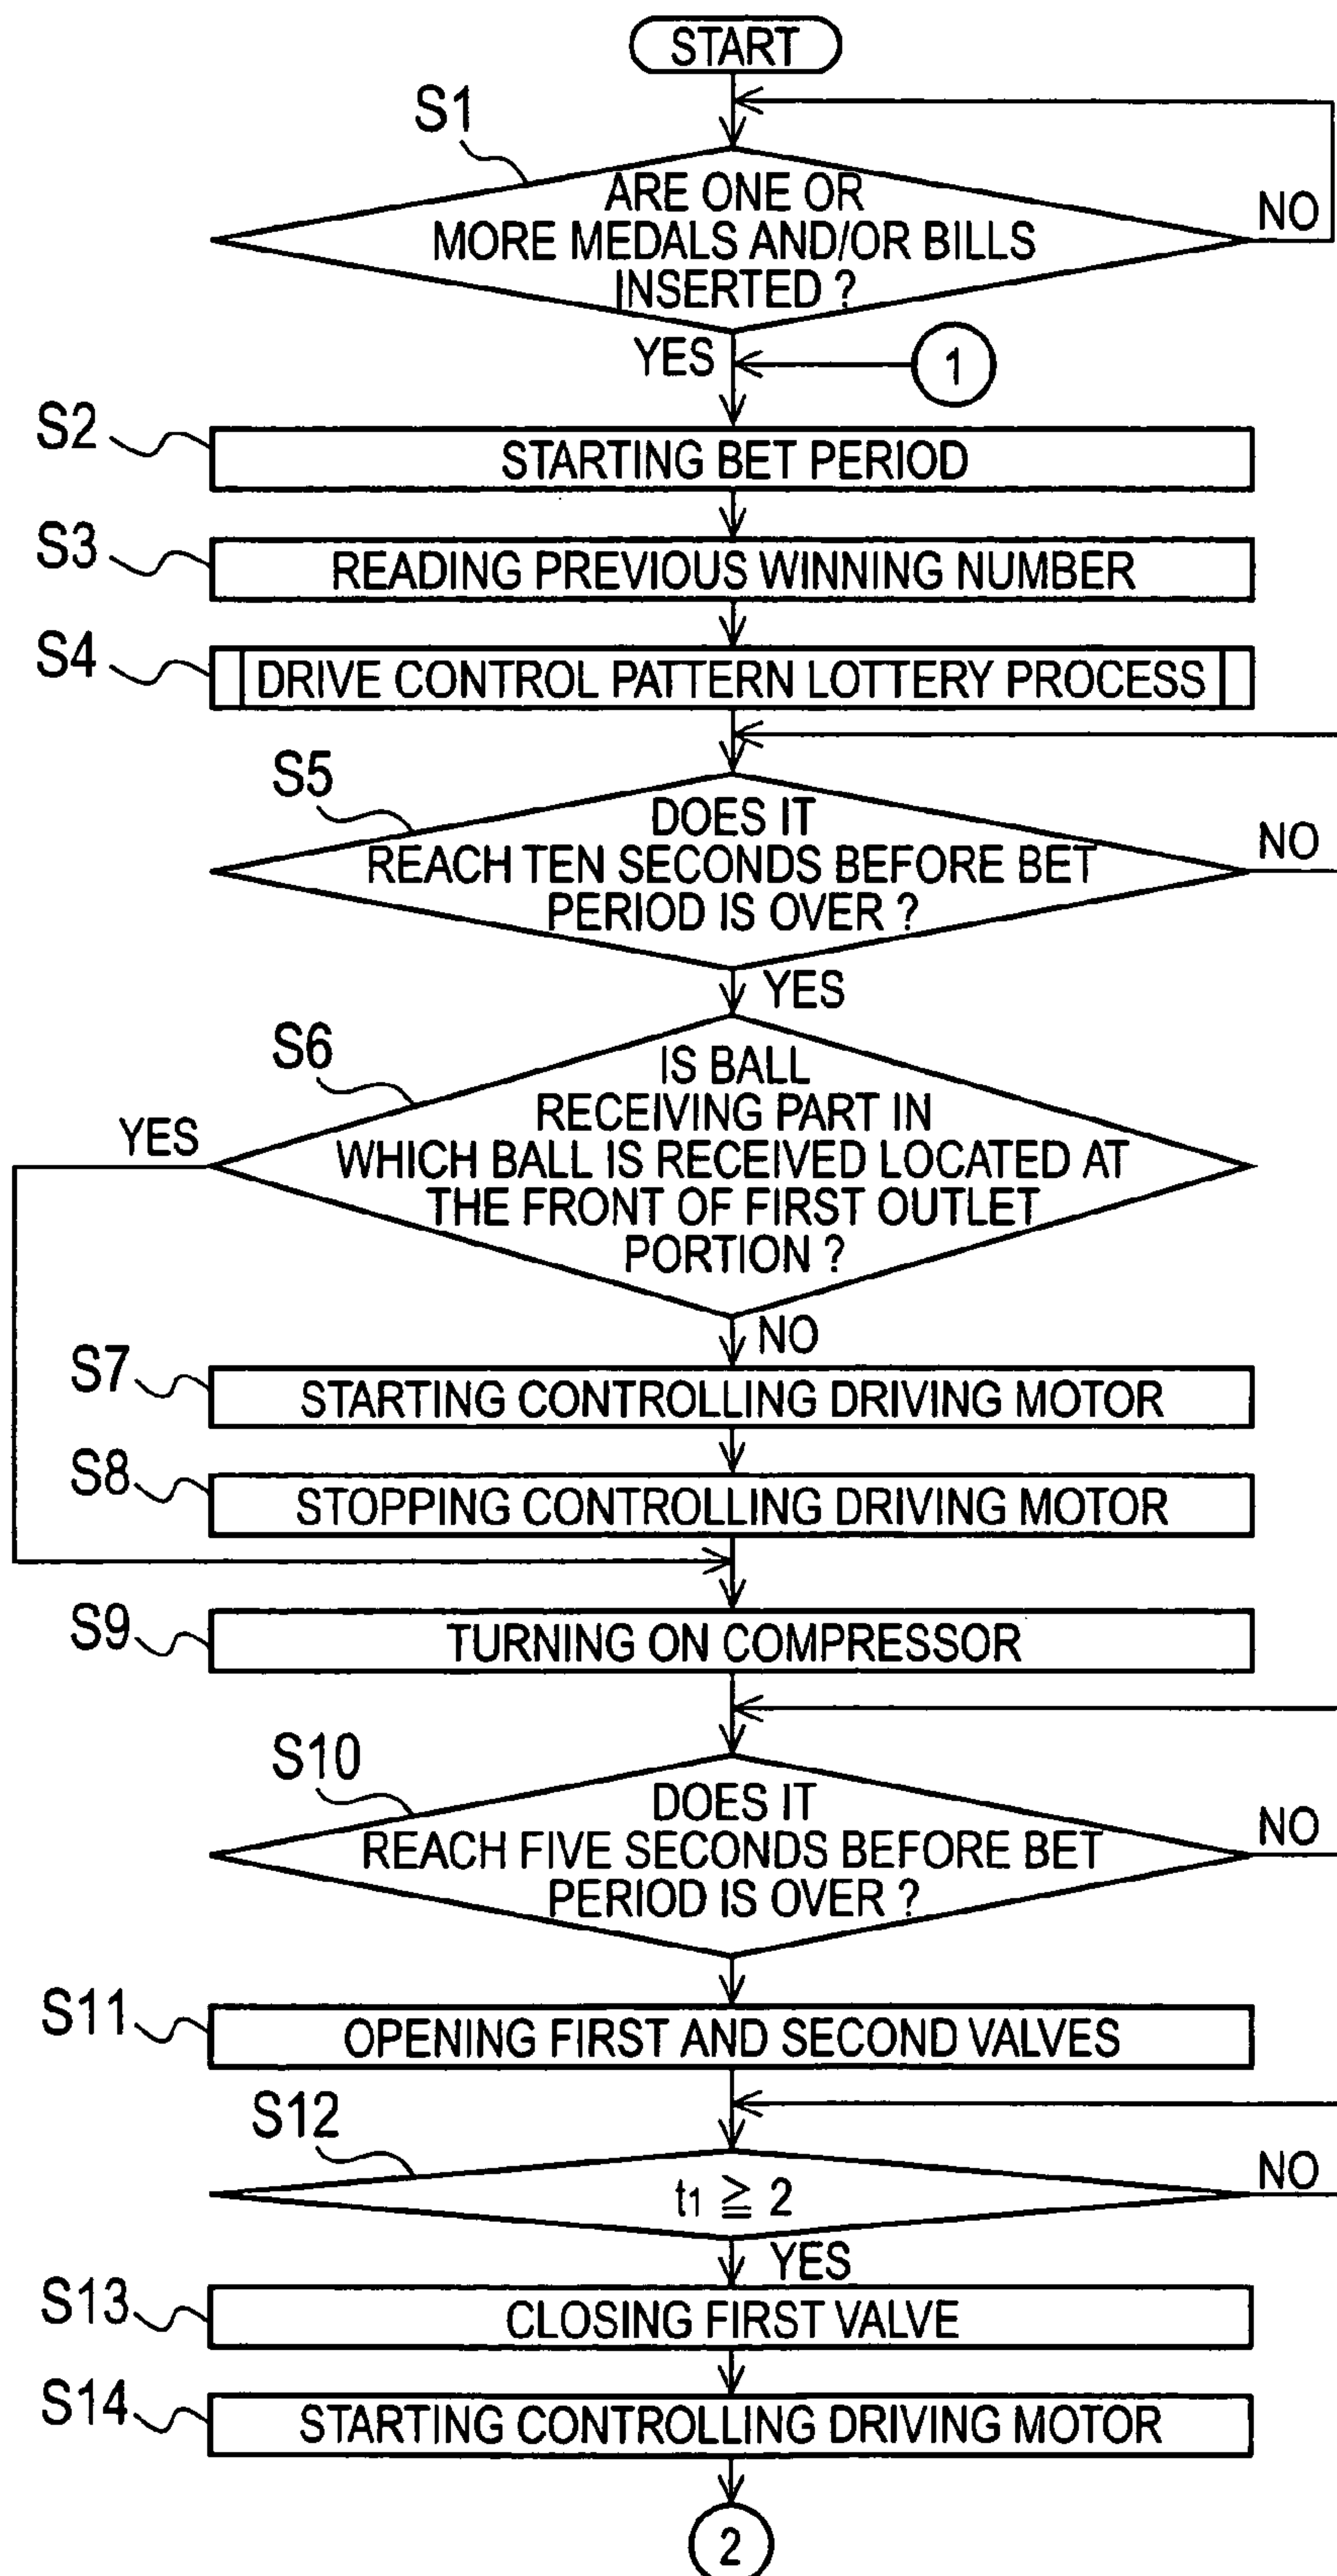 START
S1
ARE ONE OR
MORE MEDALS AND/OR BILLS
INSERTED ?
NO
YES
1
S2
STARTING BET PERIOD
S3
READING PREVIOUS WINNING NUMBER
S4
DRIVE CONTROL PATTERN LOTTERY PROCESS
S5
DOES IT
REACH TEN SECONDS BEFORE BET
PERIOD IS OVER ?
NO
YES
S6
IS BALL
RECEIVING PART IN
WHICH BALL IS RECEIVED LOCATED AT
THE FRONT OF FIRST OUTLET
PORTION ?
YES
NO
S7
STARTING CONTROLLING DRIVING MOTOR
S8
STOPPING CONTROLLING DRIVING MOTOR
S9
TURNING ON COMPRESSOR
S10
DOES IT
REACH FIVE SECONDS BEFORE BET
PERIOD IS OVER ?
NO
S11
OPENING FIRST AND SECOND VALVES
S12
t1 ≧ 2
NO
YES
S13
CLOSING FIRST VALVE
S14
STARTING CONTROLLING DRIVING MOTOR
2